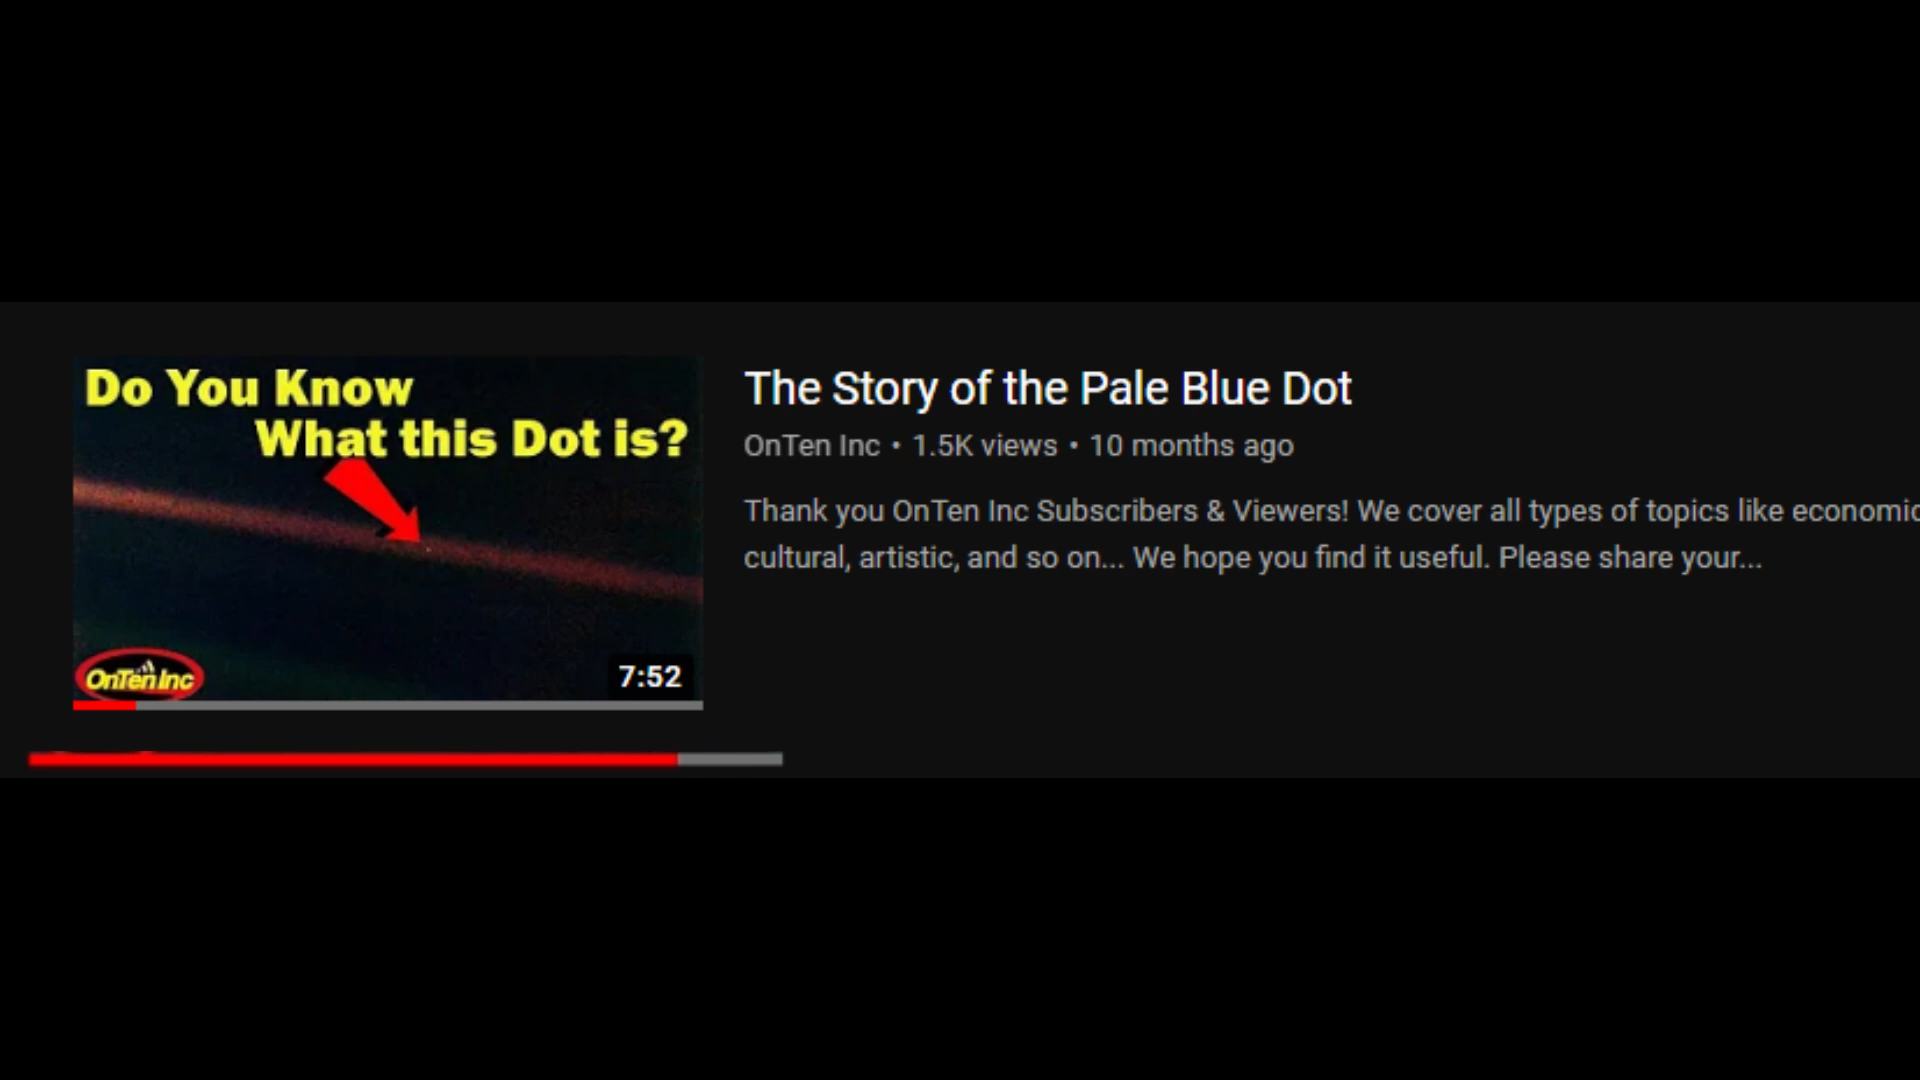 Do You Know
What this Dot is?
OnTen Inc
7:52
The Story of the Pale Blue Dot
OnTen Inc • 1.5K views • 10 months ago
Thank you OnTen Inc Subscribers & Viewers! We cover all types of topics like economic
cultural, artistic, and so on... We hope you find it useful. Please share your...